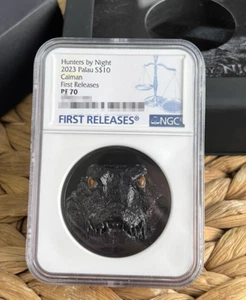 Hunters by Night
2023 Palau S$10
Caiman
First Releases
PF 70
FIRST RELEASES®
NGC